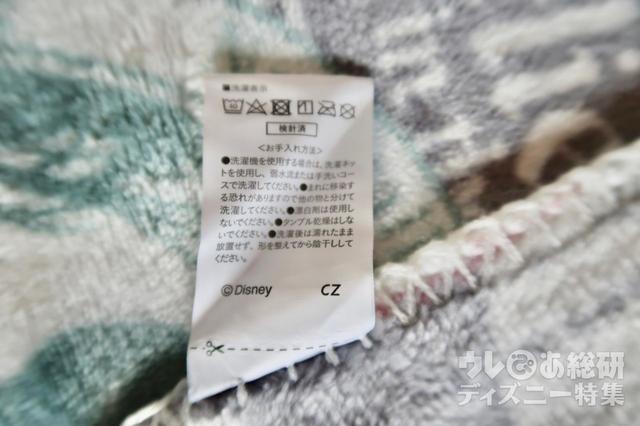 ■洗濯表示
40
検針済
<お手入れ方法>
●洗濯機を使用する場合は、洗濯ネッ
トを使用し、弱水流または手洗いコー
スで洗濯してください。●まれに移染す
る恐れがありますので他の物と分けて
洗濯してください。●漂白剤は使用し
ないでください。●タンブル乾燥はしな
いでください。●洗濯後は濡れたまま
放置せず、形を整えてから陰干ししてく
ださい。
©Disney CZ
ウレぴあ総研
ディズニー特集